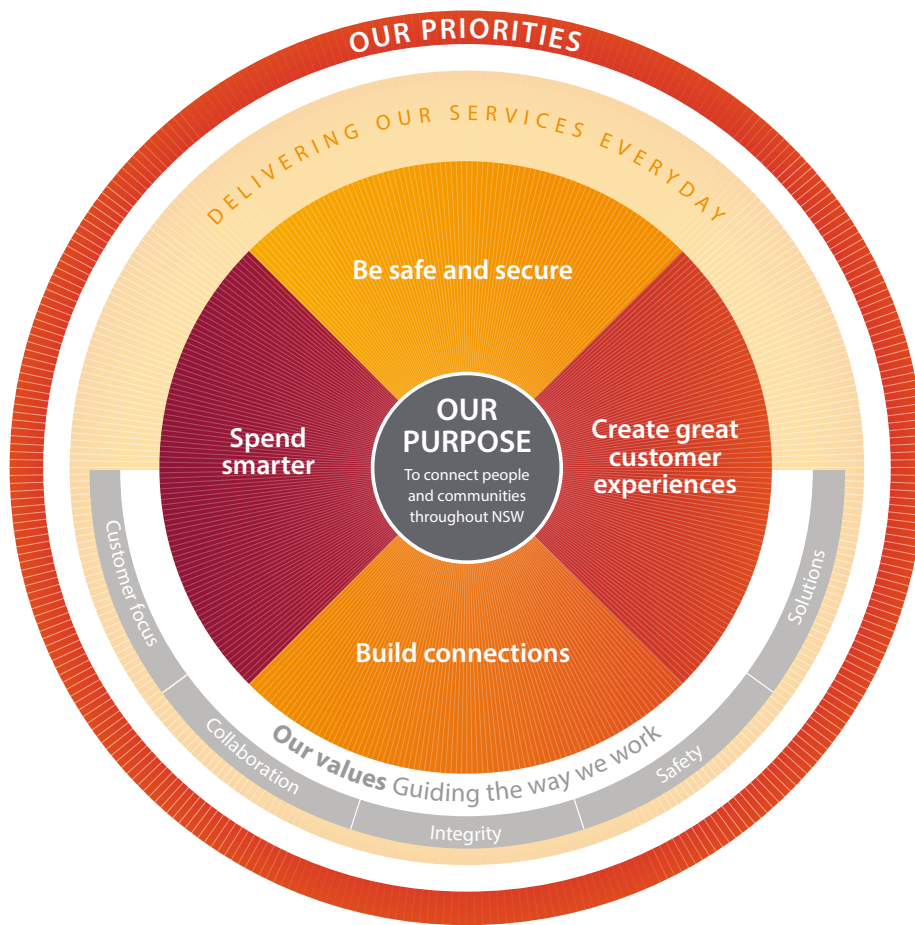 OUR PRIORITIES
DELIVERING OUR SERVICES EVERYDAY
Be safe and secure
Spend
smarter
OUR
PURPOSE
To connect people
and communities
throughout NSW
Create great
customer
experiences
Build connections
Our values Guiding the way we work
Customer focus
Collaboration
Integrity
Safety
Solutions